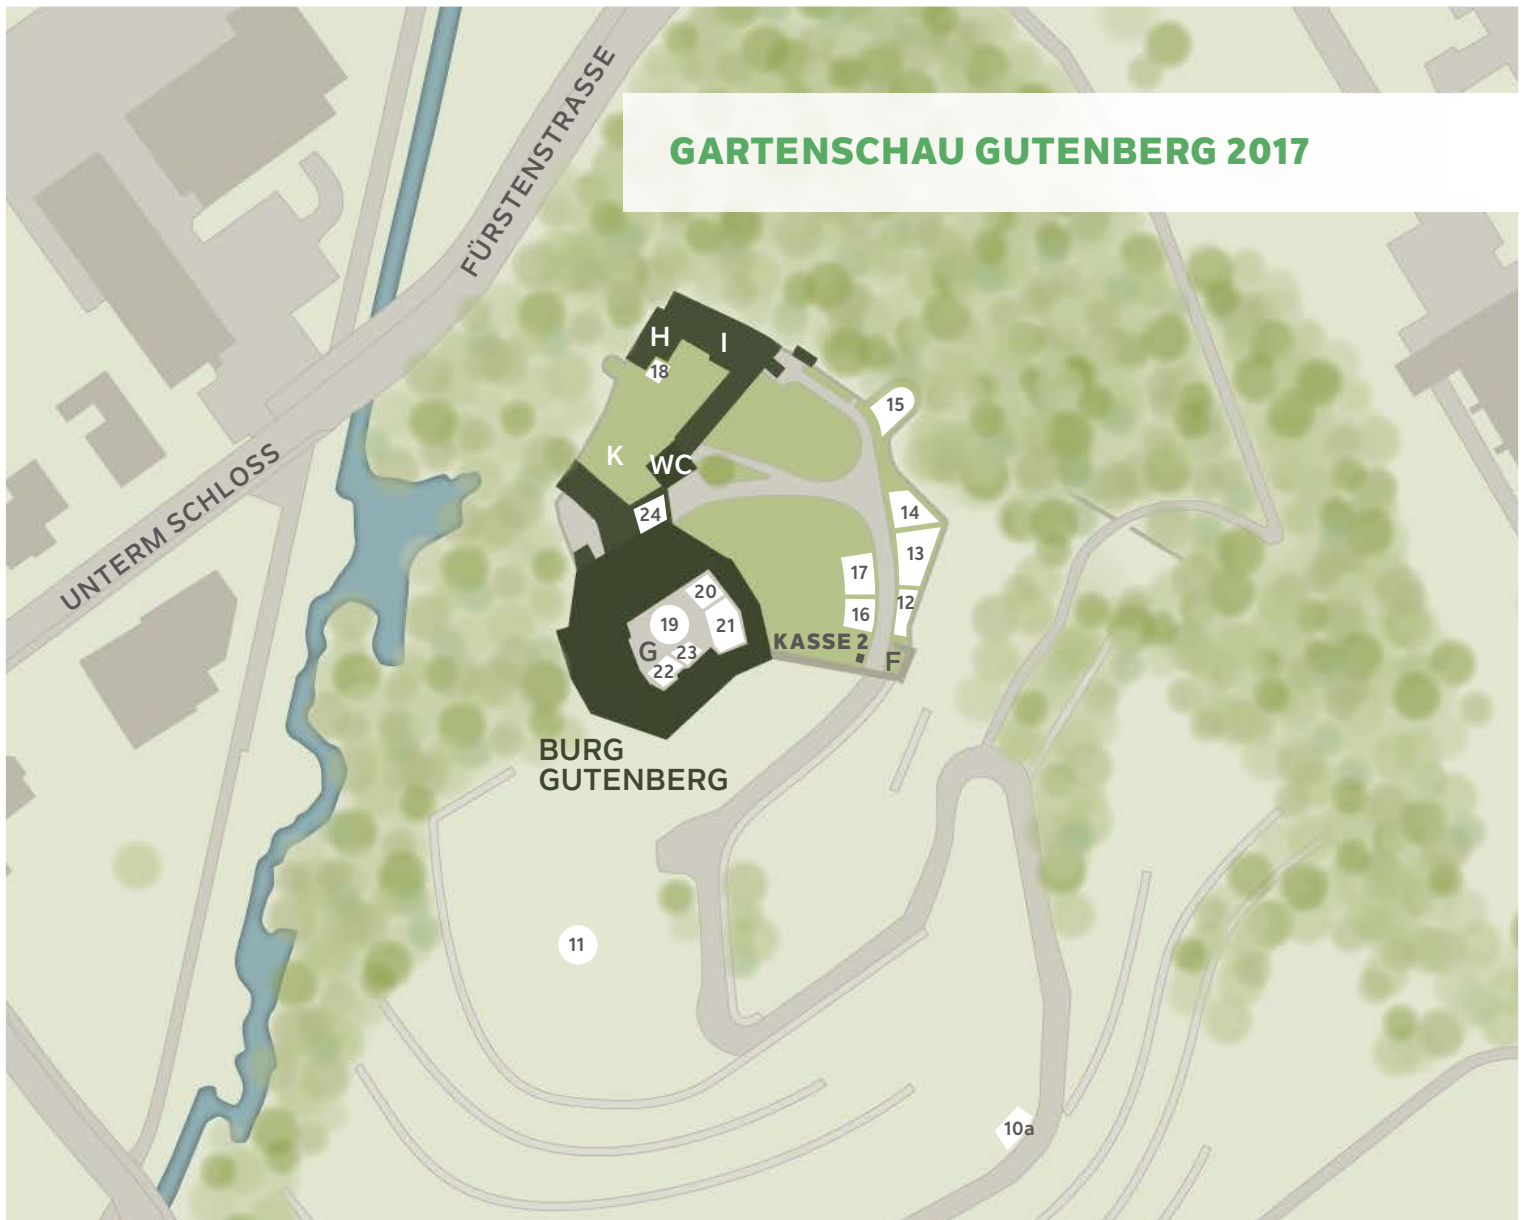 GARTENSCHAU GUTENBERG 2017
FÜRSTENSTRASSE
UNTERM SCHLOSS
H
I
18
15
K
WC
24
14
13
17
12
16
20
19
21
KASSE 2
G
23
F
22
BURG
GUTENBERG
11
10a